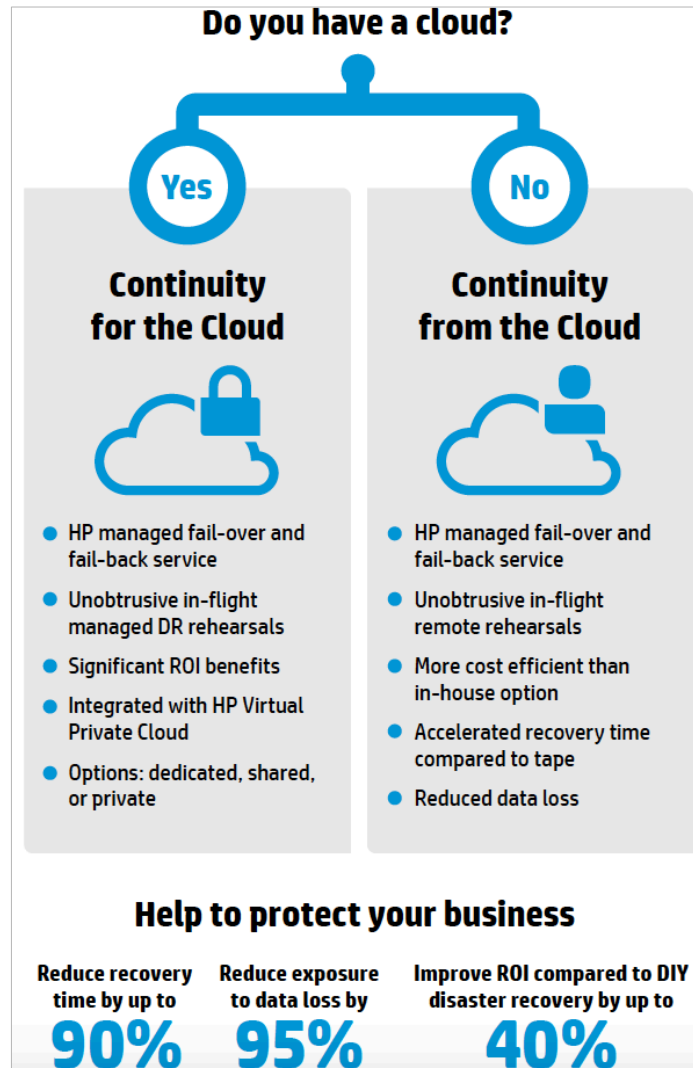 Do you have a cloud?
Yes
No
Continuity
for the Cloud
HP managed fail-over and
fail-back service
Unobtrusive in-flight
managed DR rehearsals
Significant ROI benefits
Integrated with HP Virtual
Private Cloud
Options: dedicated, shared,
or private
Continuity
from the Cloud
HP managed fail-over and
fail-back service
Unobtrusive in-flight
remote rehearsals
More cost efficient than
in-house option
Accelerated recovery time
compared to tape
Reduced data loss
Help to protect your business
Reduce recovery
time by up to
90%
Reduce exposure
to data loss by
95%
Improve ROI compared to DIY
disaster recovery by up to
40%